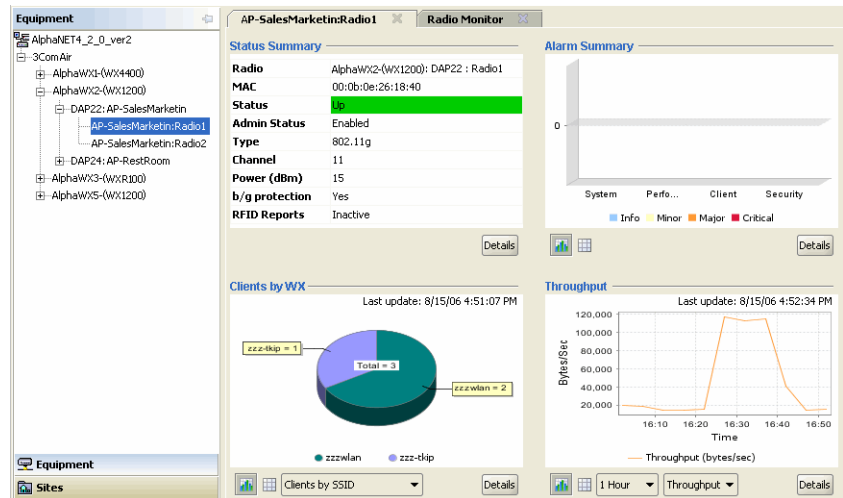 Equipment
AlphaNET4_2_0_ver2
3ComAir
AlphaWX1-(WX4400)
AlphaWX2-(WX1200)
DAP22: AP-SalesMarketin
AP-SalesMarketin:Radio1
AP-SalesMarketin:Radio2
DAP24: AP-RestRoom
AlphaWX3-(WXR100)
AlphaWX5-(WX1200)
Equipment
Sites
AP-SalesMarketin:Radio1
Radio Monitor
Status Summary
Radio AlphaWX2-(WX1200): DAP22 : Radio1
MAC 00:0b:0e:26:18:40
Status Up
Admin Status Enabled
Type 802.11g
Channel 11
Power (dBm) 15
b/g protection Yes
RFID Reports Inactive
Details
Alarm Summary
0
System Perfo... Client Security
Info Minor Major Critical
Details
Clients by WX
Last update: 8/15/06 4:51:07 PM
zzz-tkip = 1
Total = 3
zzzwlan = 2
zzzwlan zzz-tkip
Clients by SSID
Details
Throughput
Last update: 8/15/06 4:52:34 PM
Bytes/Sec
120,000
100,000
80,000
60,000
40,000
20,000
16:10 16:20 16:30 16:40 16:50
Time
Throughput (bytes/sec)
1 Hour
Throughput
Details